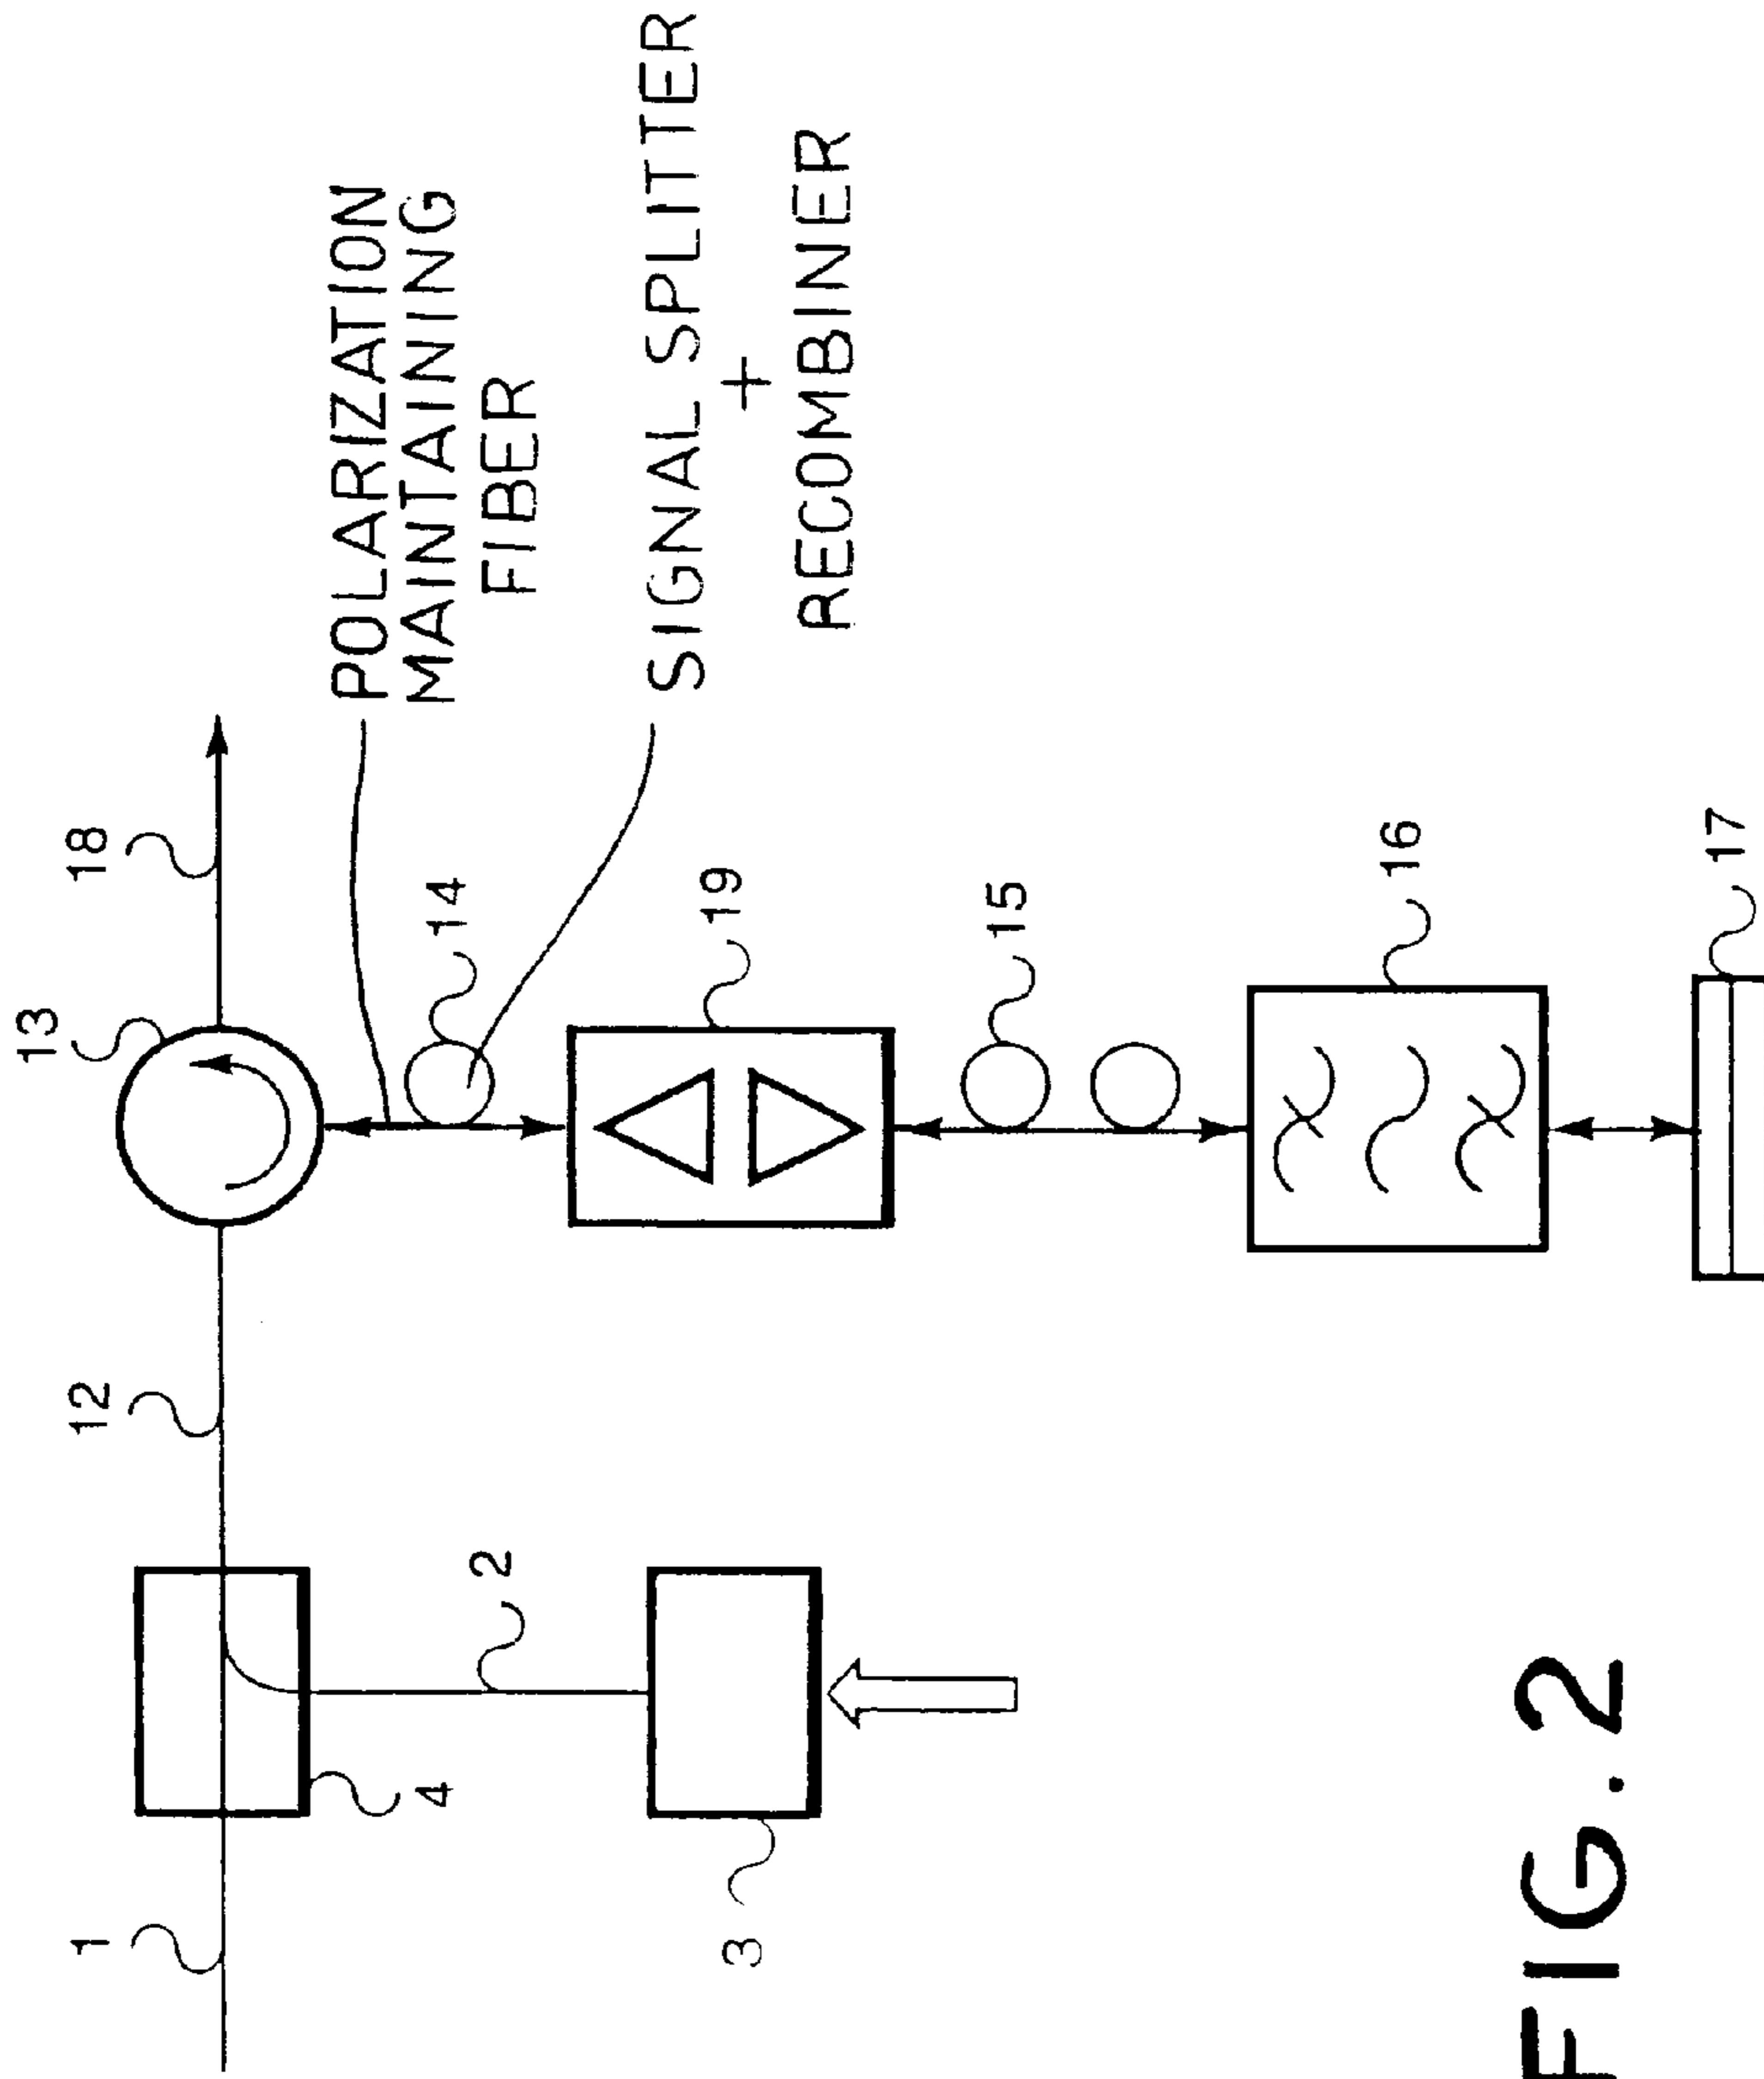 18
13
POLARIZATION
MAINTAINING
FIBER
14
SIGNAL SPLITTER
+
RECOMBINER
19
15
16
17
12
2
4
1
3
FIG. 2